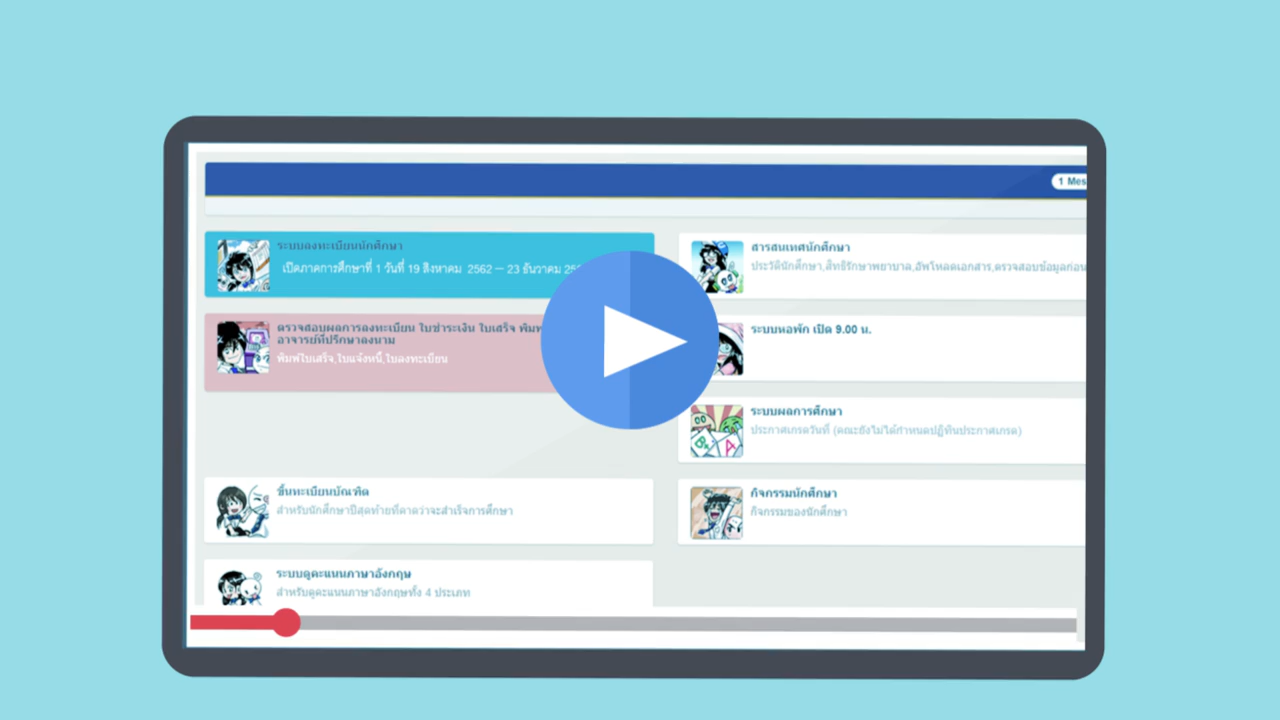 1 Mes
ระบบลงทะเบียนนักศึกษา
เปิดภาคการศึกษาที่ 1 วันที่ 19 สิงหาคม 2562 – 23 ธันวาคม
สารสนเทศนักศึกษา
ประวัตินักศึกษา,สิทธิรักษาพยาบาล,อัพโหลดเอกสาร,ตรวจสอบข้อมูลก่อน
ตรวจสอบผลการลงทะเบียน ใบชำระเงิน ใบเสร็จ พิมพ
อาจารย์ที่ปรึกษาลงนาม
พิมพ์ใบเสร็จ,ใบแจ้งหนี้,ใบลงทะเบียน
ระบบหอพัก เปิด 9.00 น.
ระบบผลการศึกษา
ประกาศเกรดวันที่ (คณะยังไม่ได้กำหนดปฏิทินประกาศเกรด)
ขึ้นทะเบียนบัณฑิต
สำหรับนักศึกษาปีสุดท้ายที่คาดว่าจะสำเร็จการศึกษา
กิจกรรมนักศึกษา
กิจกรรมของนักศึกษา
ระบบดูคะแนนภาษาอังกฤษ
สำหรับดูคะแนนภาษาอังกฤษทั้ง 4 ประเภท